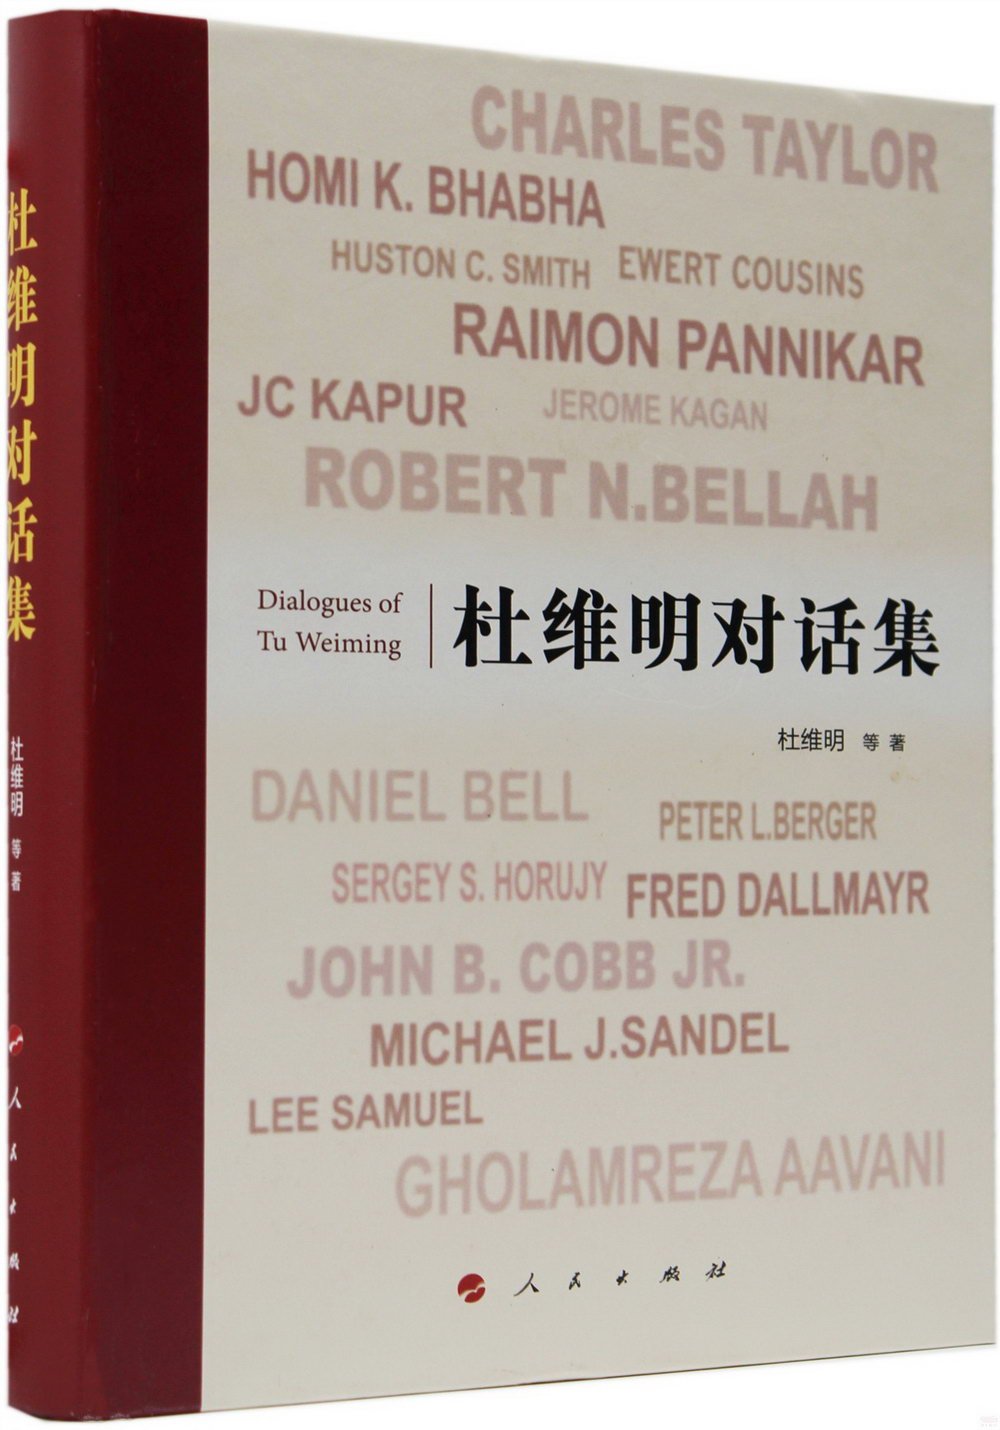 杜维明对话集
杜维明 等 著
人民出版社
CHARLES TAYLOR
HOMI K. BHABHA
HUSTON C. SMITH EWERT COUSINS
RAIMON PANNIKAR
JC KAPUR JEROME KAGAN
ROBERT N.BELLAH
Dialogues of
Tu Weiming
杜维明对话集
杜维明 等 著
DANIEL BELL
PETER L.BERGER
SERGEY S. HORUJY FRED DALLMAYR
JOHN B. COBB JR.
MICHAEL J.SANDEL
LEE SAMUEL
GHOLAMREZA AAVANI
人民出版社